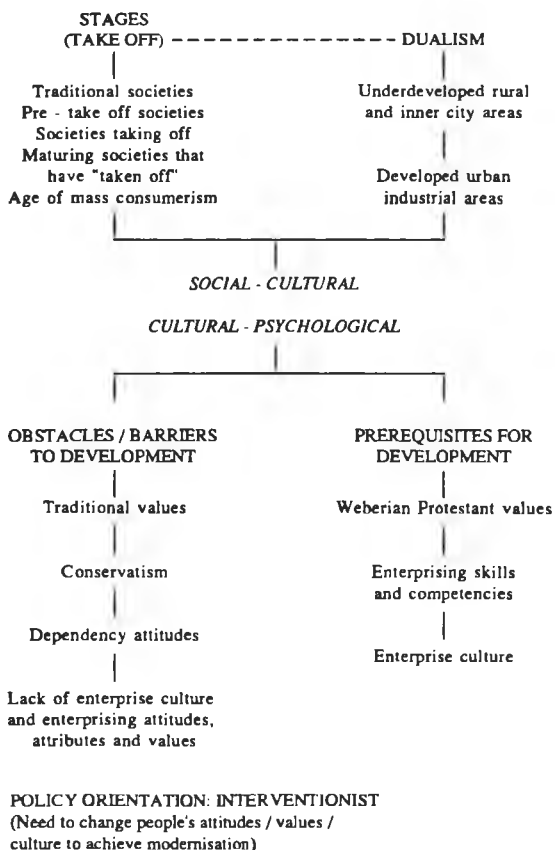 STAGES
(TAKE OFF) - - - - - - - - - - - - - - DUALISM
Traditional societies
Pre - take off societies
Societies taking off
Maturing societies that
have "taken off"
Age of mass consumerism
Underdeveloped rural
and inner city areas
Developed urban
industrial areas
SOCIAL - CULTURAL
CULTURAL - PSYCHOLOGICAL
OBSTACLES / BARRIERS
TO DEVELOPMENT
Traditional values
Conservatism
Dependency attitudes
Lack of enterprise culture
and enterprising attitudes,
attributes and values
PREREQUISITES FOR
DEVELOPMENT
Weberian Protestant values
Enterprising skills
and competencies
Enterprise culture
POLICY ORIENTATION: INTERVENTIONIST
(Need to change people's attitudes / values /
culture to achieve modernisation)